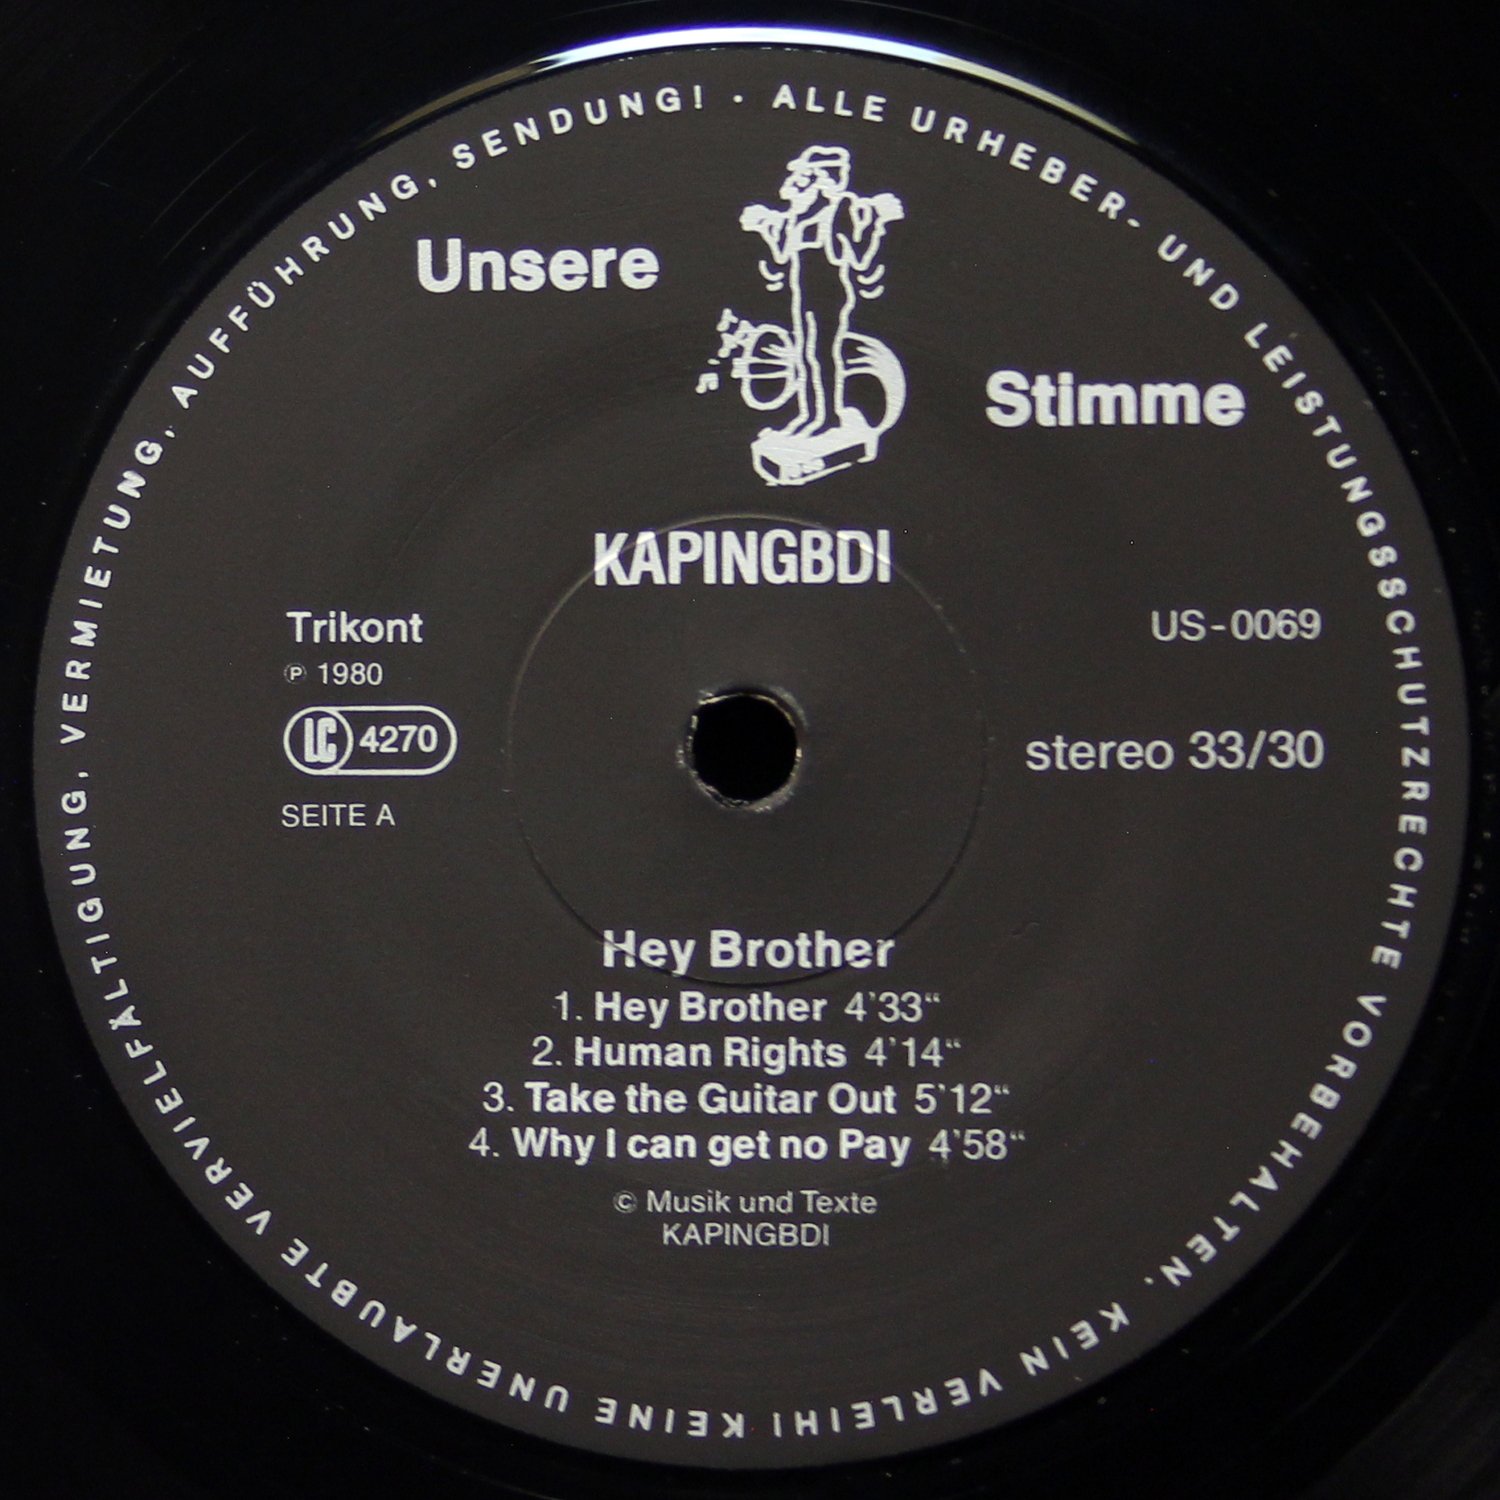 ALLE URHEBER- UND LEISTUNGSSCHUTZRECHTE VORBEHALTEN. KEIN VERLEIH! KEINE UNERLAUBTE VERVIELFÄLTIGUNG, VERMIETUNG, AUFFÜHRUNG, SENDUNG! ·
Unsere
Stimme
KAPINGBDI
Trikont
℗ 1980
LC 4270
SEITE A
US-0069
stereo 33/30
Hey Brother
1. Hey Brother 4'33“
2. Human Rights 4'14“
3. Take the Guitar Out 5'12“
4. Why I can get no Pay 4'58“
© Musik und Texte
KAPINGBDI